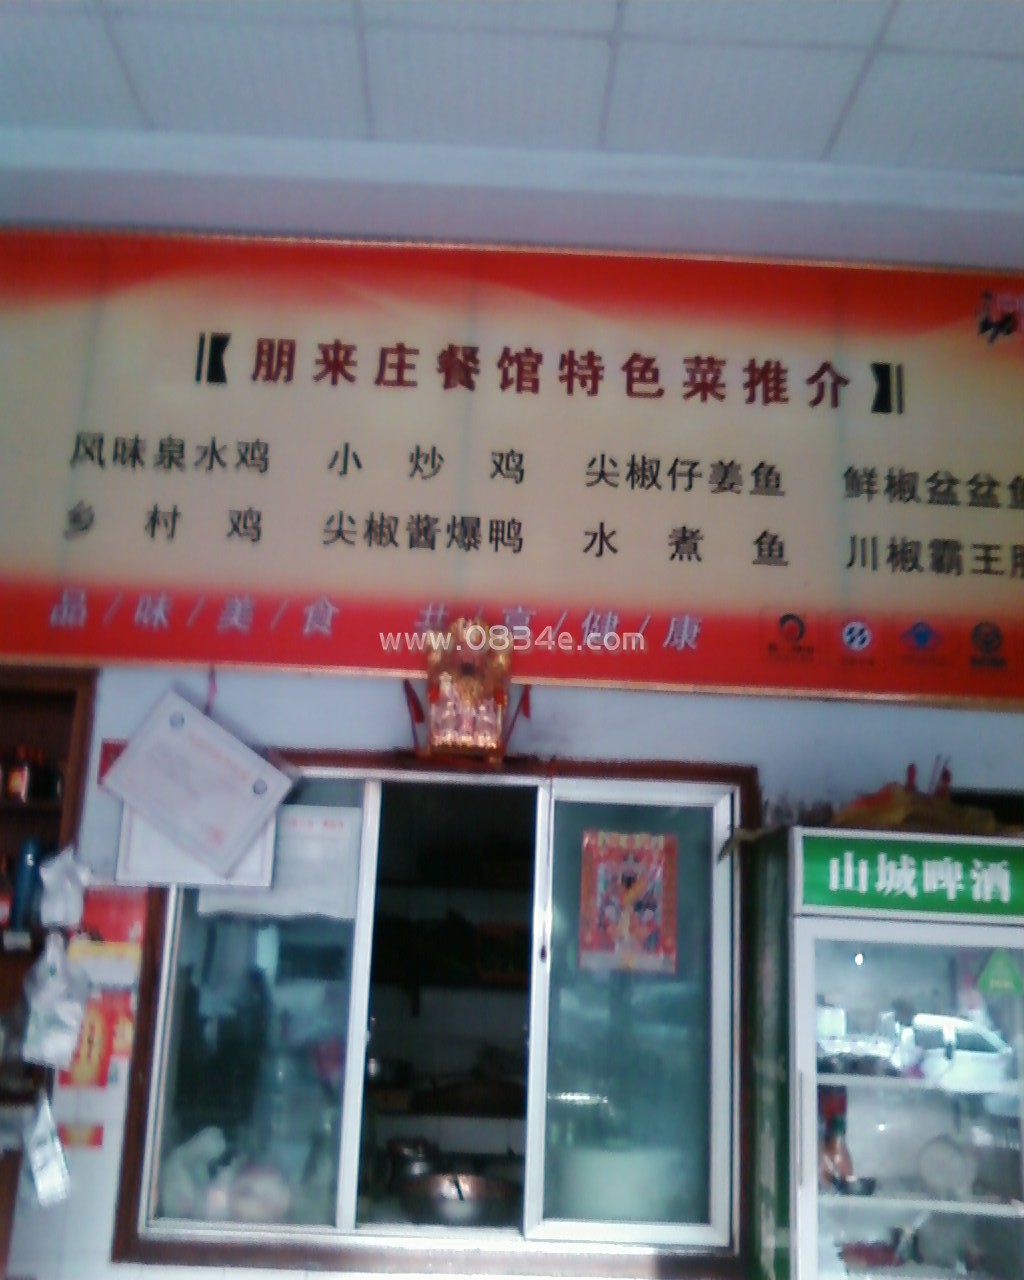 【朋来庄餐馆特色菜推介】
风味泉水鸡 小炒鸡 尖椒仔姜鱼 鲜椒盆盆鱼
乡村鸡 尖椒酱爆鸭 水煮鱼 川椒霸王
品/味/美/食 共/享/健/康
www.0834e.com
山城啤酒